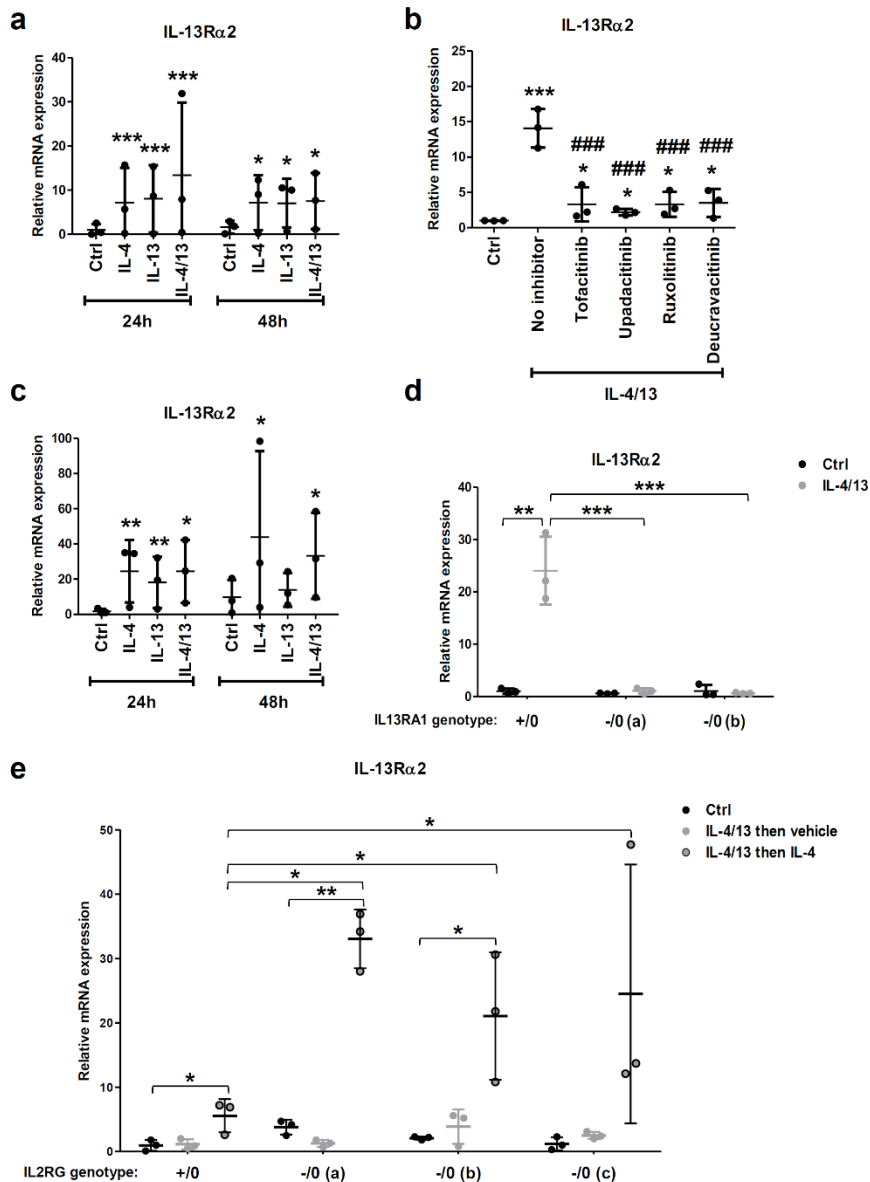 a
IL-13Rα2
Relative mRNA expression
40
30
20
10
0
*** *** *** * * *
Ctrl IL-4 IL-13 IL-4/13 Ctrl IL-4 IL-13 IL-4/13
24h 48h
b
IL-13Rα2
Relative mRNA expression
25
20
15
10
5
0
***
### ### ### ###
* * * *
Ctrl No inhibitor Tofacitinib Upadacitinib Ruxolitinib Deucravacitinib
IL-4/13
c
IL-13Rα2
Relative mRNA expression
100
80
60
40
20
0
** ** * * *
Ctrl IL-4 IL-13 IL-4/13 Ctrl IL-4 IL-13 IL-4/13
24h 48h
d
IL-13Rα2
Ctrl
IL-4/13
Relative mRNA expression
40
30
20
10
0
** *** ***
IL13RA1 genotype: +/0 -/0 (a) -/0 (b)
e
IL-13Rα2
Ctrl
IL-4/13 then vehicle
IL-4/13 then IL-4
Relative mRNA expression
50
40
30
20
10
0
*
*
*
**
*
*
IL2RG genotype: +/0 -/0 (a) -/0 (b) -/0 (c)